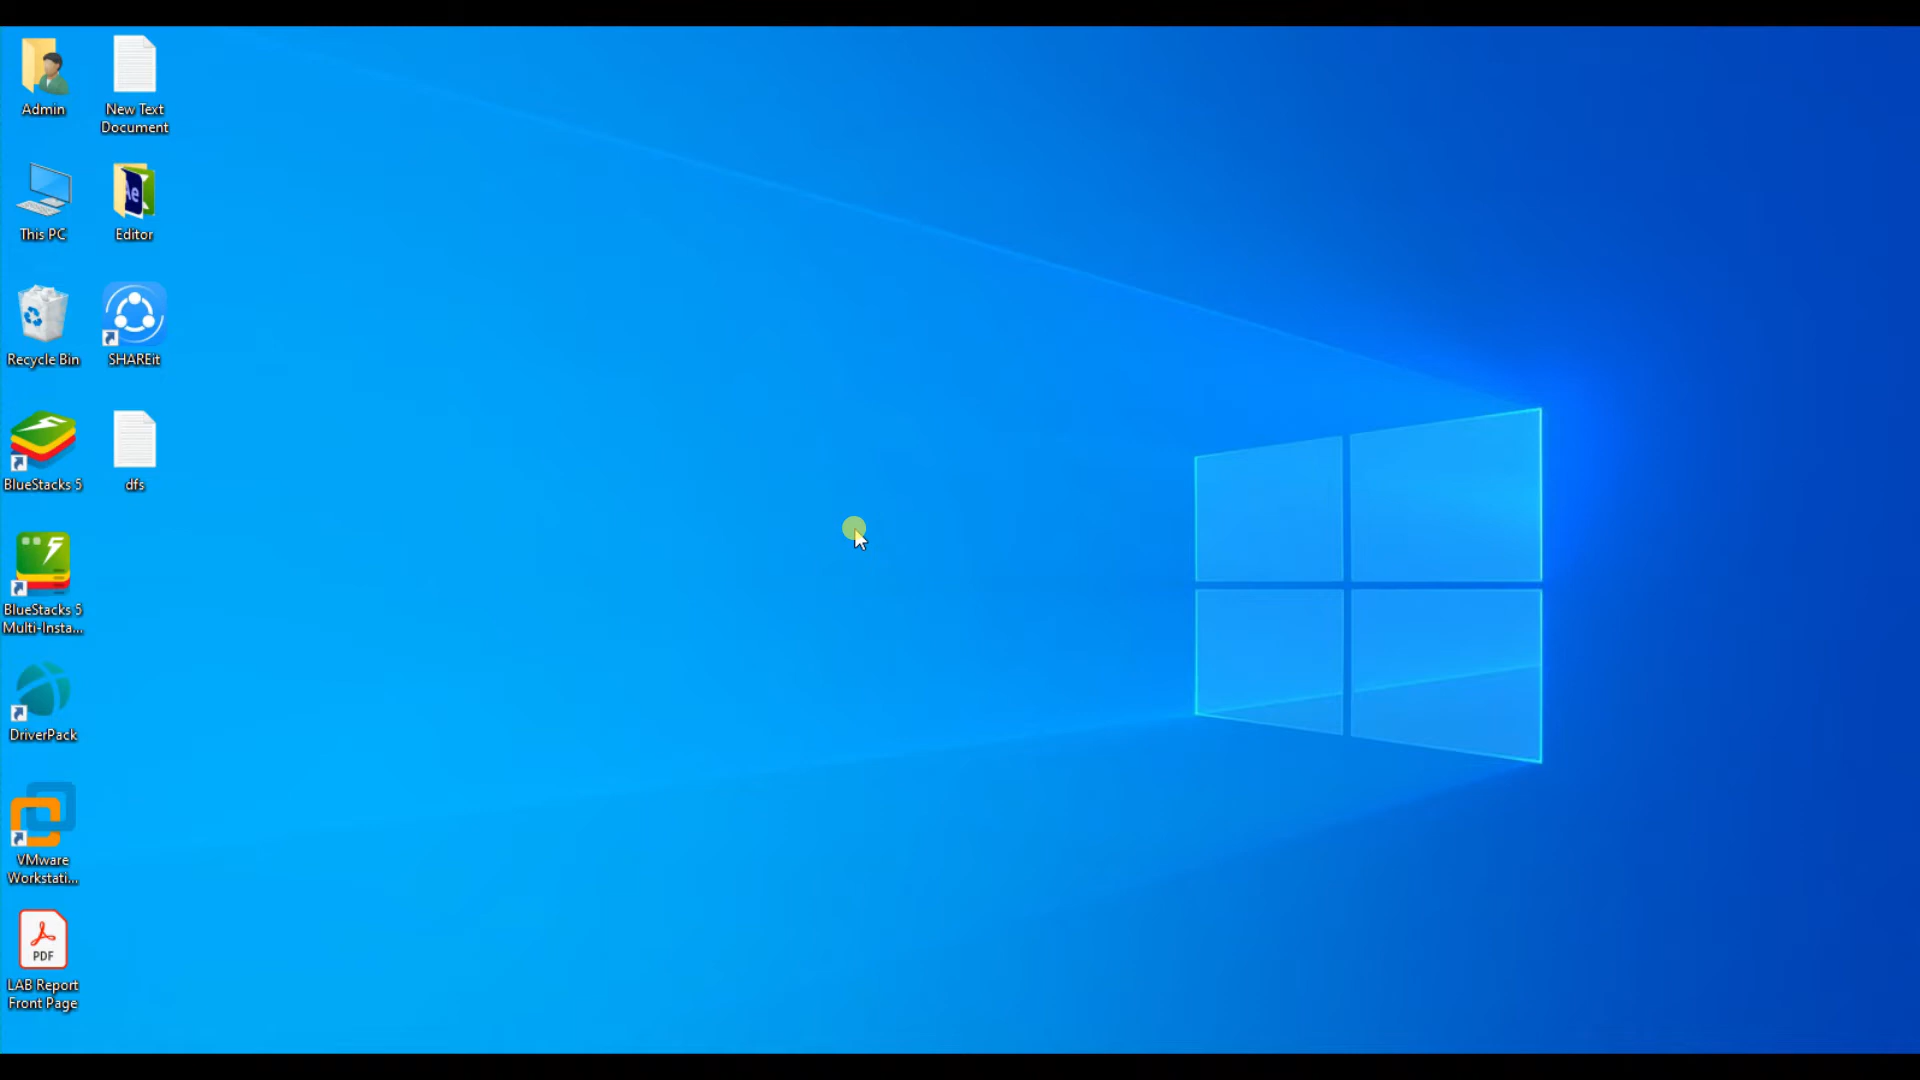 Admin
New Text
Document
This PC
Ae
Editor
Recycle Bin
SHAREit
BlueStacks 5
dfs
BlueStacks 5
Multi-Insta...
DriverPack
VMware
Workstati...
PDF
LAB Report
Front Page